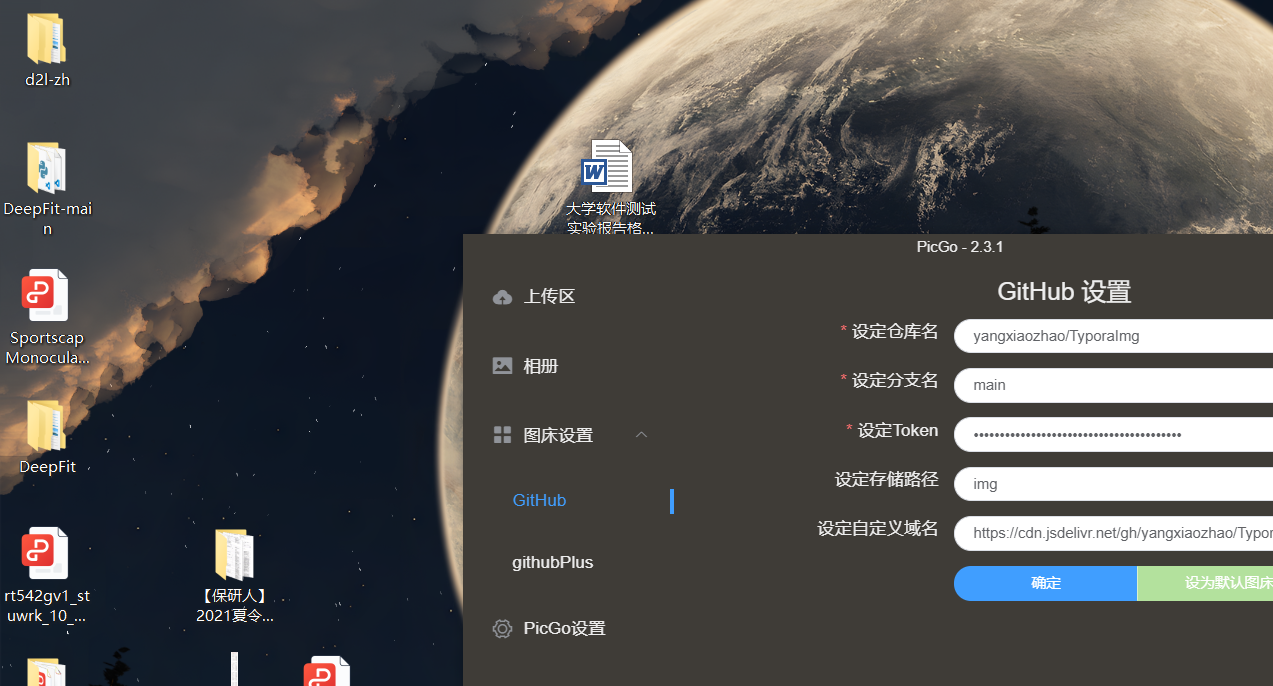 d2l-zh
DeepFit-mai
n
Sportscap
Monocula...
DeepFit
rt542gv1_st
uwrk_10_...
【保研人】
2021夏令...
大学软件测试
实验报告格...
PicGo - 2.3.1
上传区
相册
图床设置
GitHub
githubPlus
PicGo设置
GitHub 设置
* 设定仓库名
yangxiaozhao/TyporaImg
* 设定分支名
main
* 设定Token
设定存储路径
img
设定自定义域名
https://cdn.jsdelivr.net/gh/yangxiaozhao/Typor
确定
设为默认图床